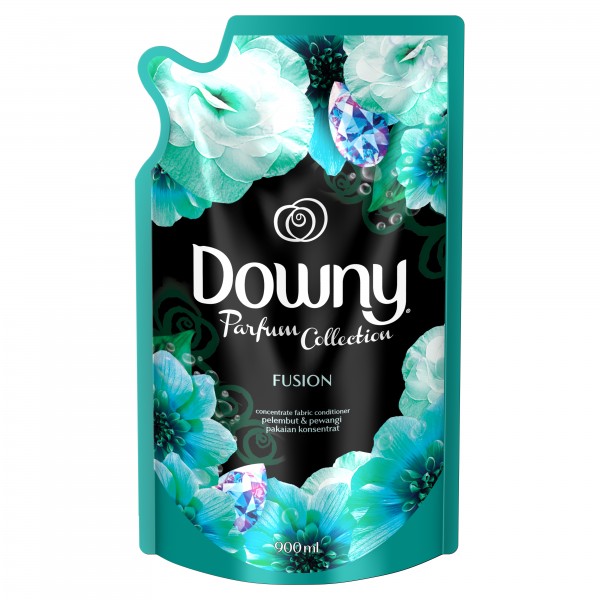 Downy®
Parfum Collection
FUSION
concentrate fabric conditioner
pelembut & pewangi
pakaian konsentrat
900ml